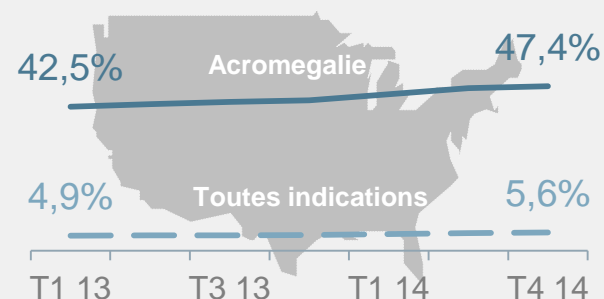 42,5%
Acromegalie
47,4%
4,9%
Toutes indications
5,6%
T1 13 T3 13 T1 14 T4 14